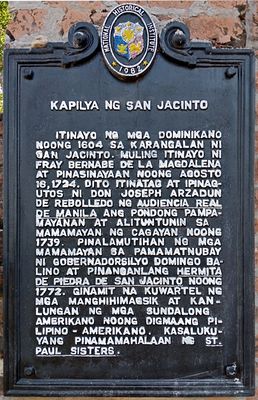 NATIONAL HISTORICAL INSTITUTE
1982
KAPILYA NG SAN JACINTO
ITINAYO NG MGA DOMINIKANO
NOONG 1604 SA KARANGALAN NI
SAN JACINTO. MULING ITINAYO NI
FRAY BERNABE DE LA MAGDALENA
AT PINASINAYAAN NOONG AGOSTO
16, 1724. DITO ITINATAG AT IPINAG-
UTOS NI DON JOSEPH ARZADUN
DE REBOLLEDO NG AUDIENCIA REAL
DE MANILA ANG PONDONG PAMPA-
MAYANAN AT ALITUNTUNIN SA
MAMAMAYAN NG CAGAYAN NOONG
1739. PINALAMUTIHAN NG MGA
MAMAMAYAN SA PAMAMATNUBAY
NI GOBERNADORSILYO DOMINGO BA-
LINO AT PINANGANLANG HERMITA
DE PIEDRA DE SAN JACINTO NOONG
1772. GINAMIT NA KUWARTEL NG
MGA MANGHIHIMAGSIK AT KAN-
LUNGAN NG MGA SUNDALONG
AMERIKANO NOONG DIGMAANG PI-
LIPINO-AMERIKANO. KASALUKU-
YANG PINAMAMAHALAAN NG ST.
PAUL SISTERS.